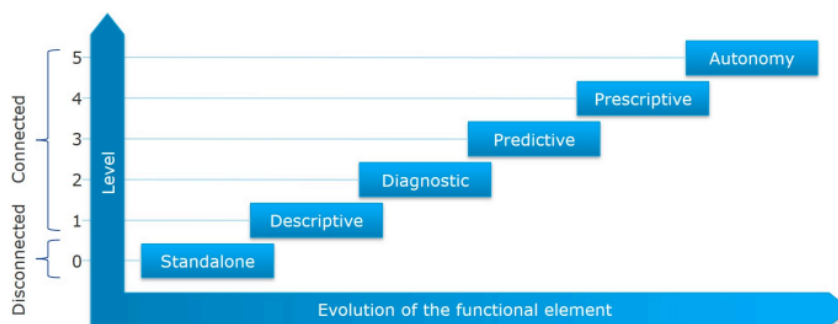 5
Autonomy
4
Prescriptive
Connected
3
Predictive
Level
2
Diagnostic
1
Descriptive
Disconnected
0
Standalone
Evolution of the functional element